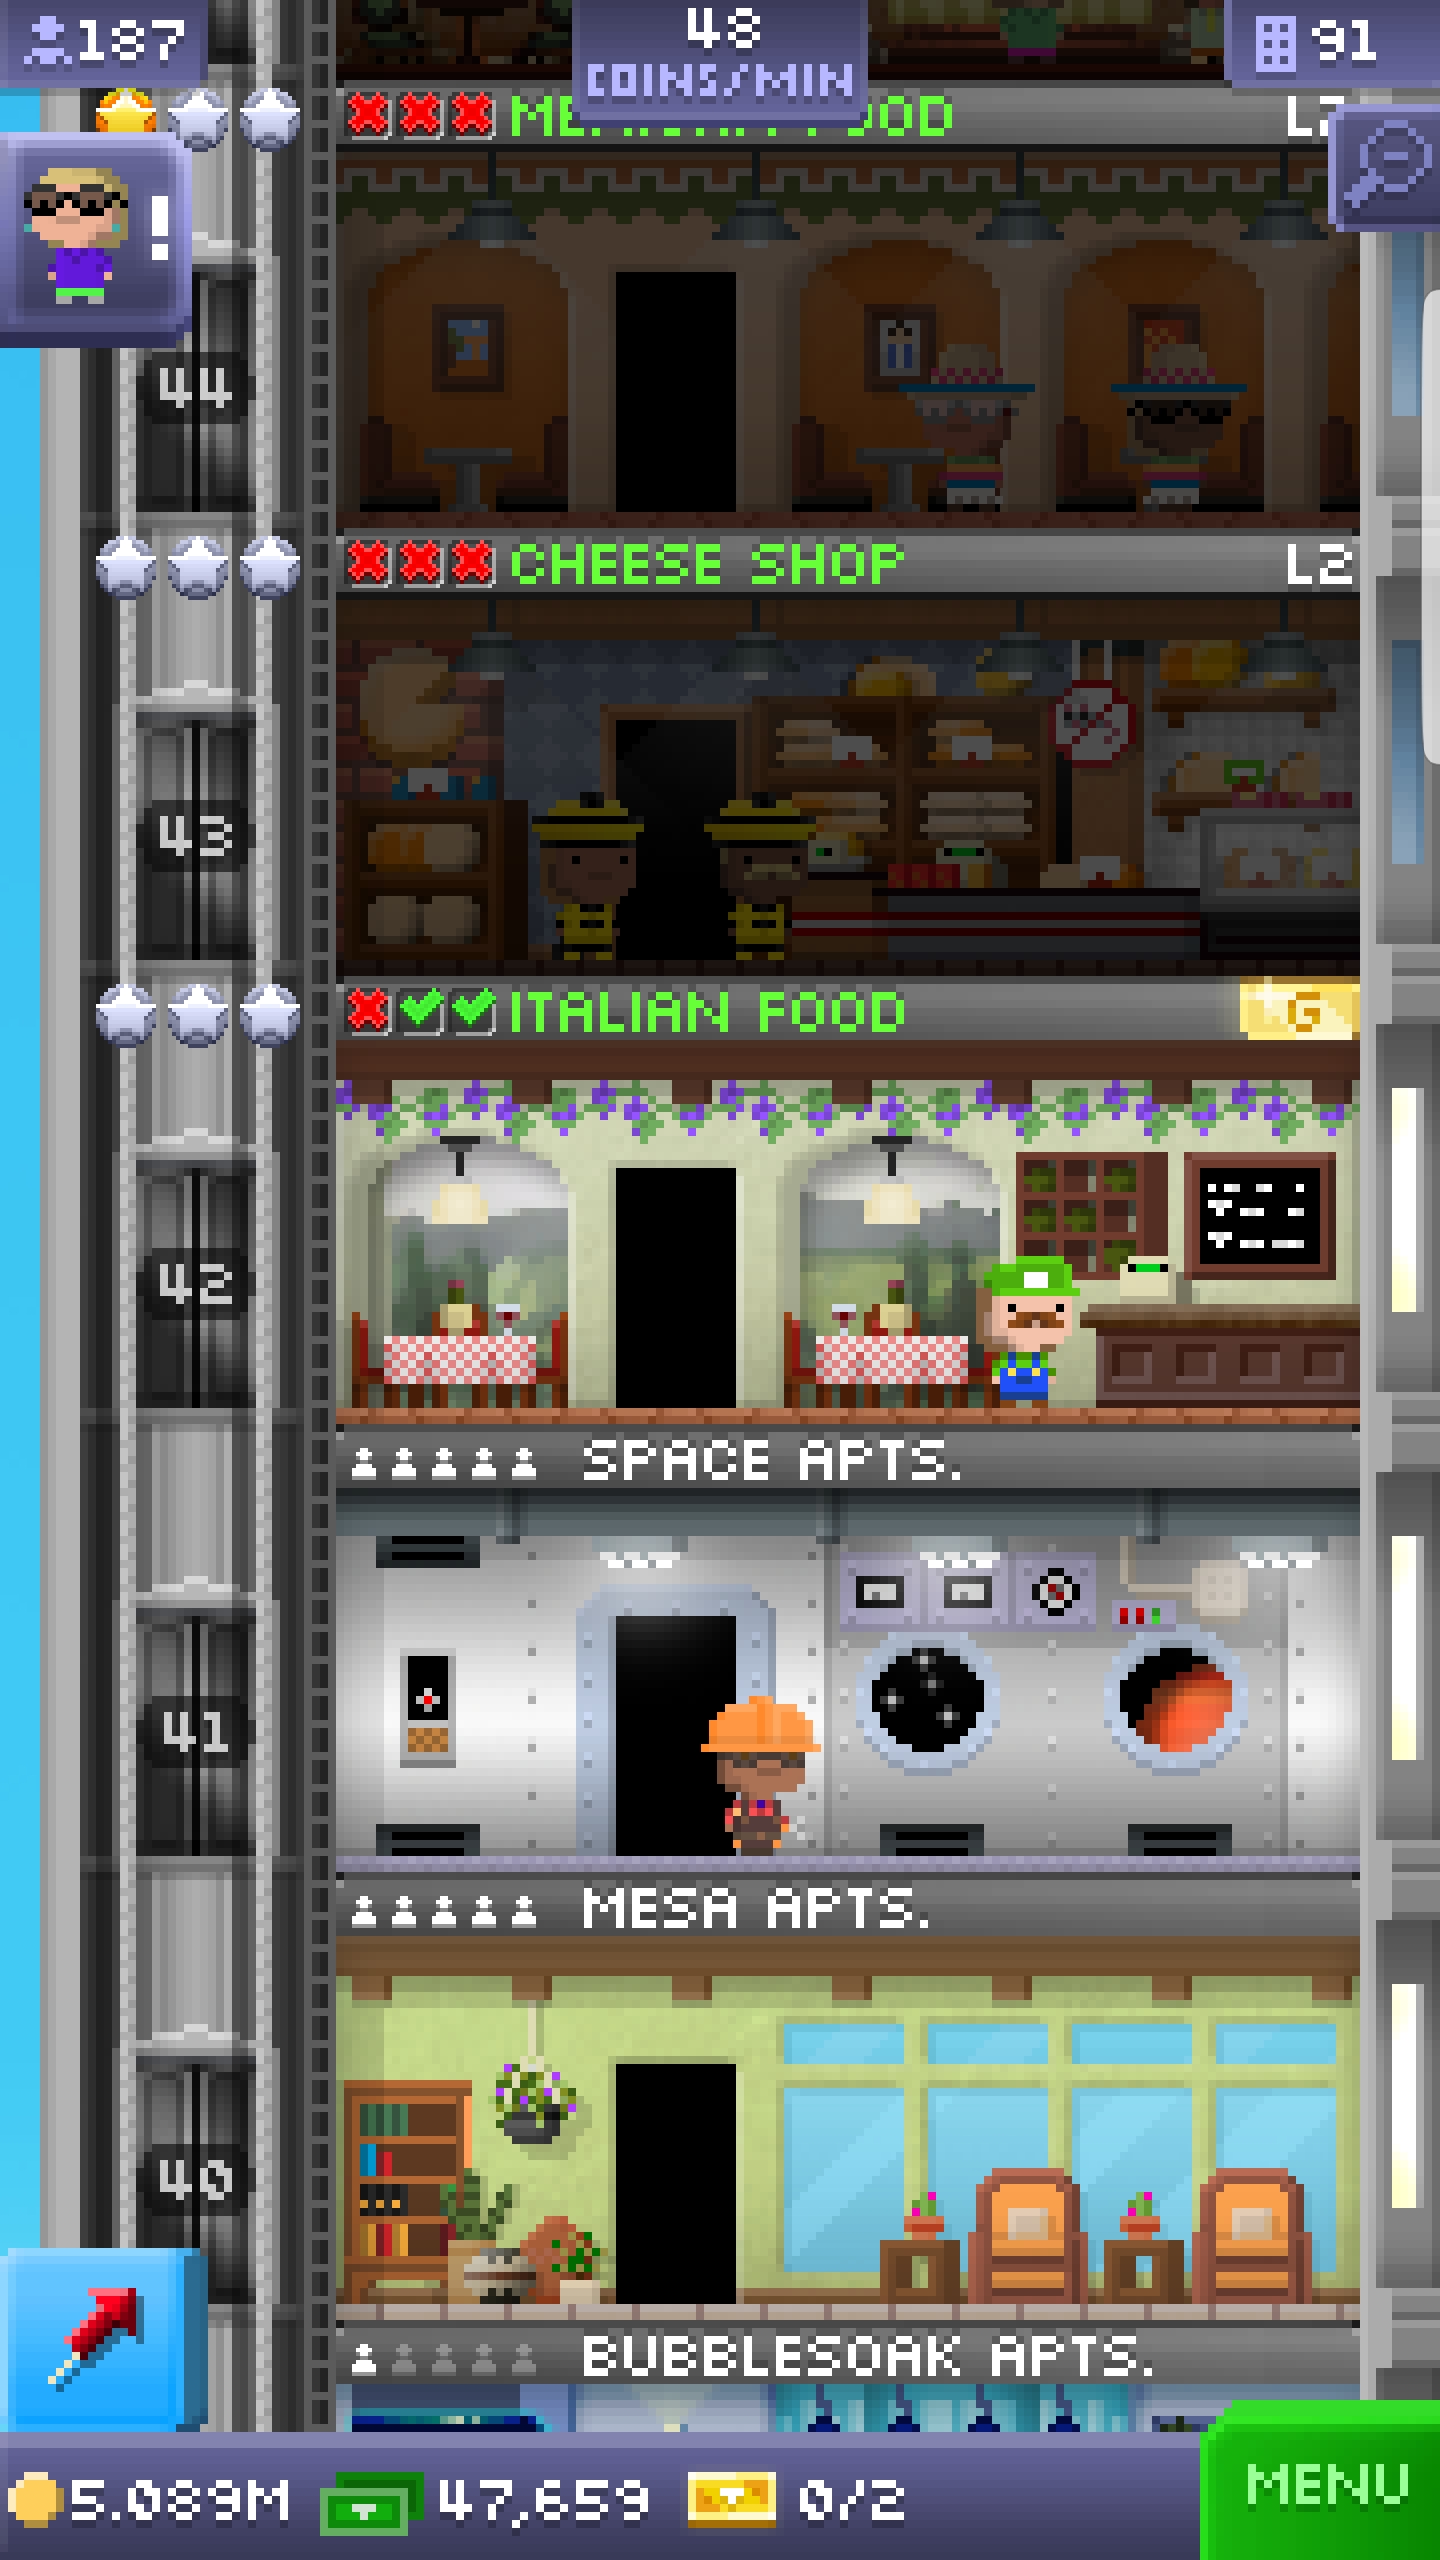 187
48
COINS/MIN
91
L2
!
44
CHEESE SHOP
L2
43
ITALIAN FOOD
G
42
SPACE APTS.
41
MESA APTS.
40
BUBBLESOAK APTS.
5.089M
47,659
0/2
MENU